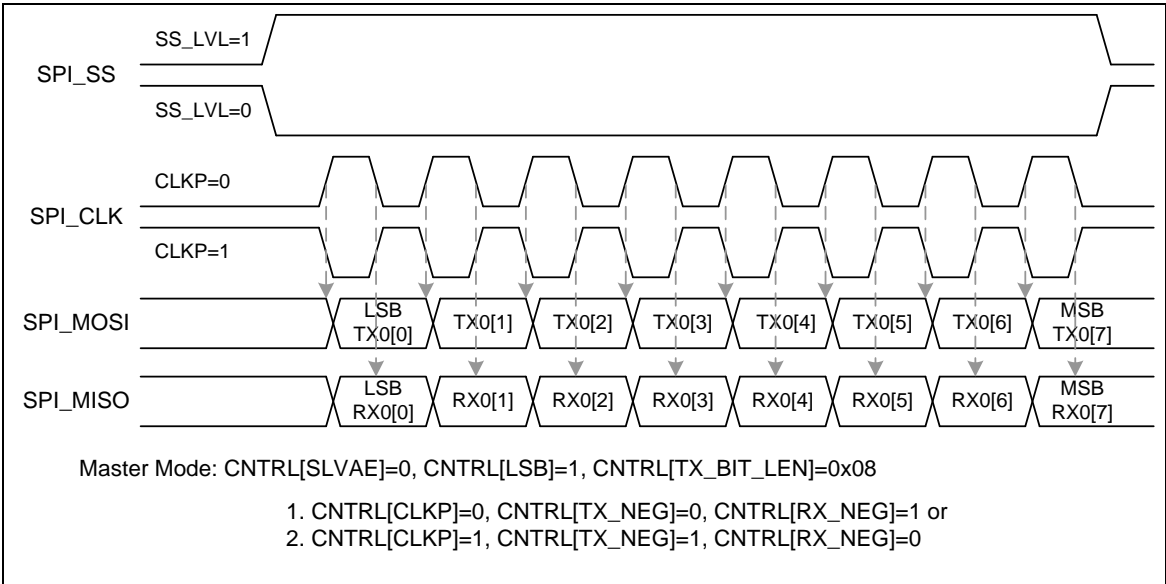 SS_LVL=1
SPI_SS
SS_LVL=0
CLKP=0
SPI_CLK
CLKP=1
SPI_MOSI
LSB
TX0[0]
TX0[1]
TX0[2]
TX0[3]
TX0[4]
TX0[5]
TX0[6]
MSB
TX0[7]
SPI_MISO
LSB
RX0[0]
RX0[1]
RX0[2]
RX0[3]
RX0[4]
RX0[5]
RX0[6]
MSB
RX0[7]
Master Mode: CNTRL[SLVAE]=0, CNTRL[LSB]=1, CNTRL[TX_BIT_LEN]=0x08
1. CNTRL[CLKP]=0, CNTRL[TX_NEG]=0, CNTRL[RX_NEG]=1 or
2. CNTRL[CLKP]=1, CNTRL[TX_NEG]=1, CNTRL[RX_NEG]=0